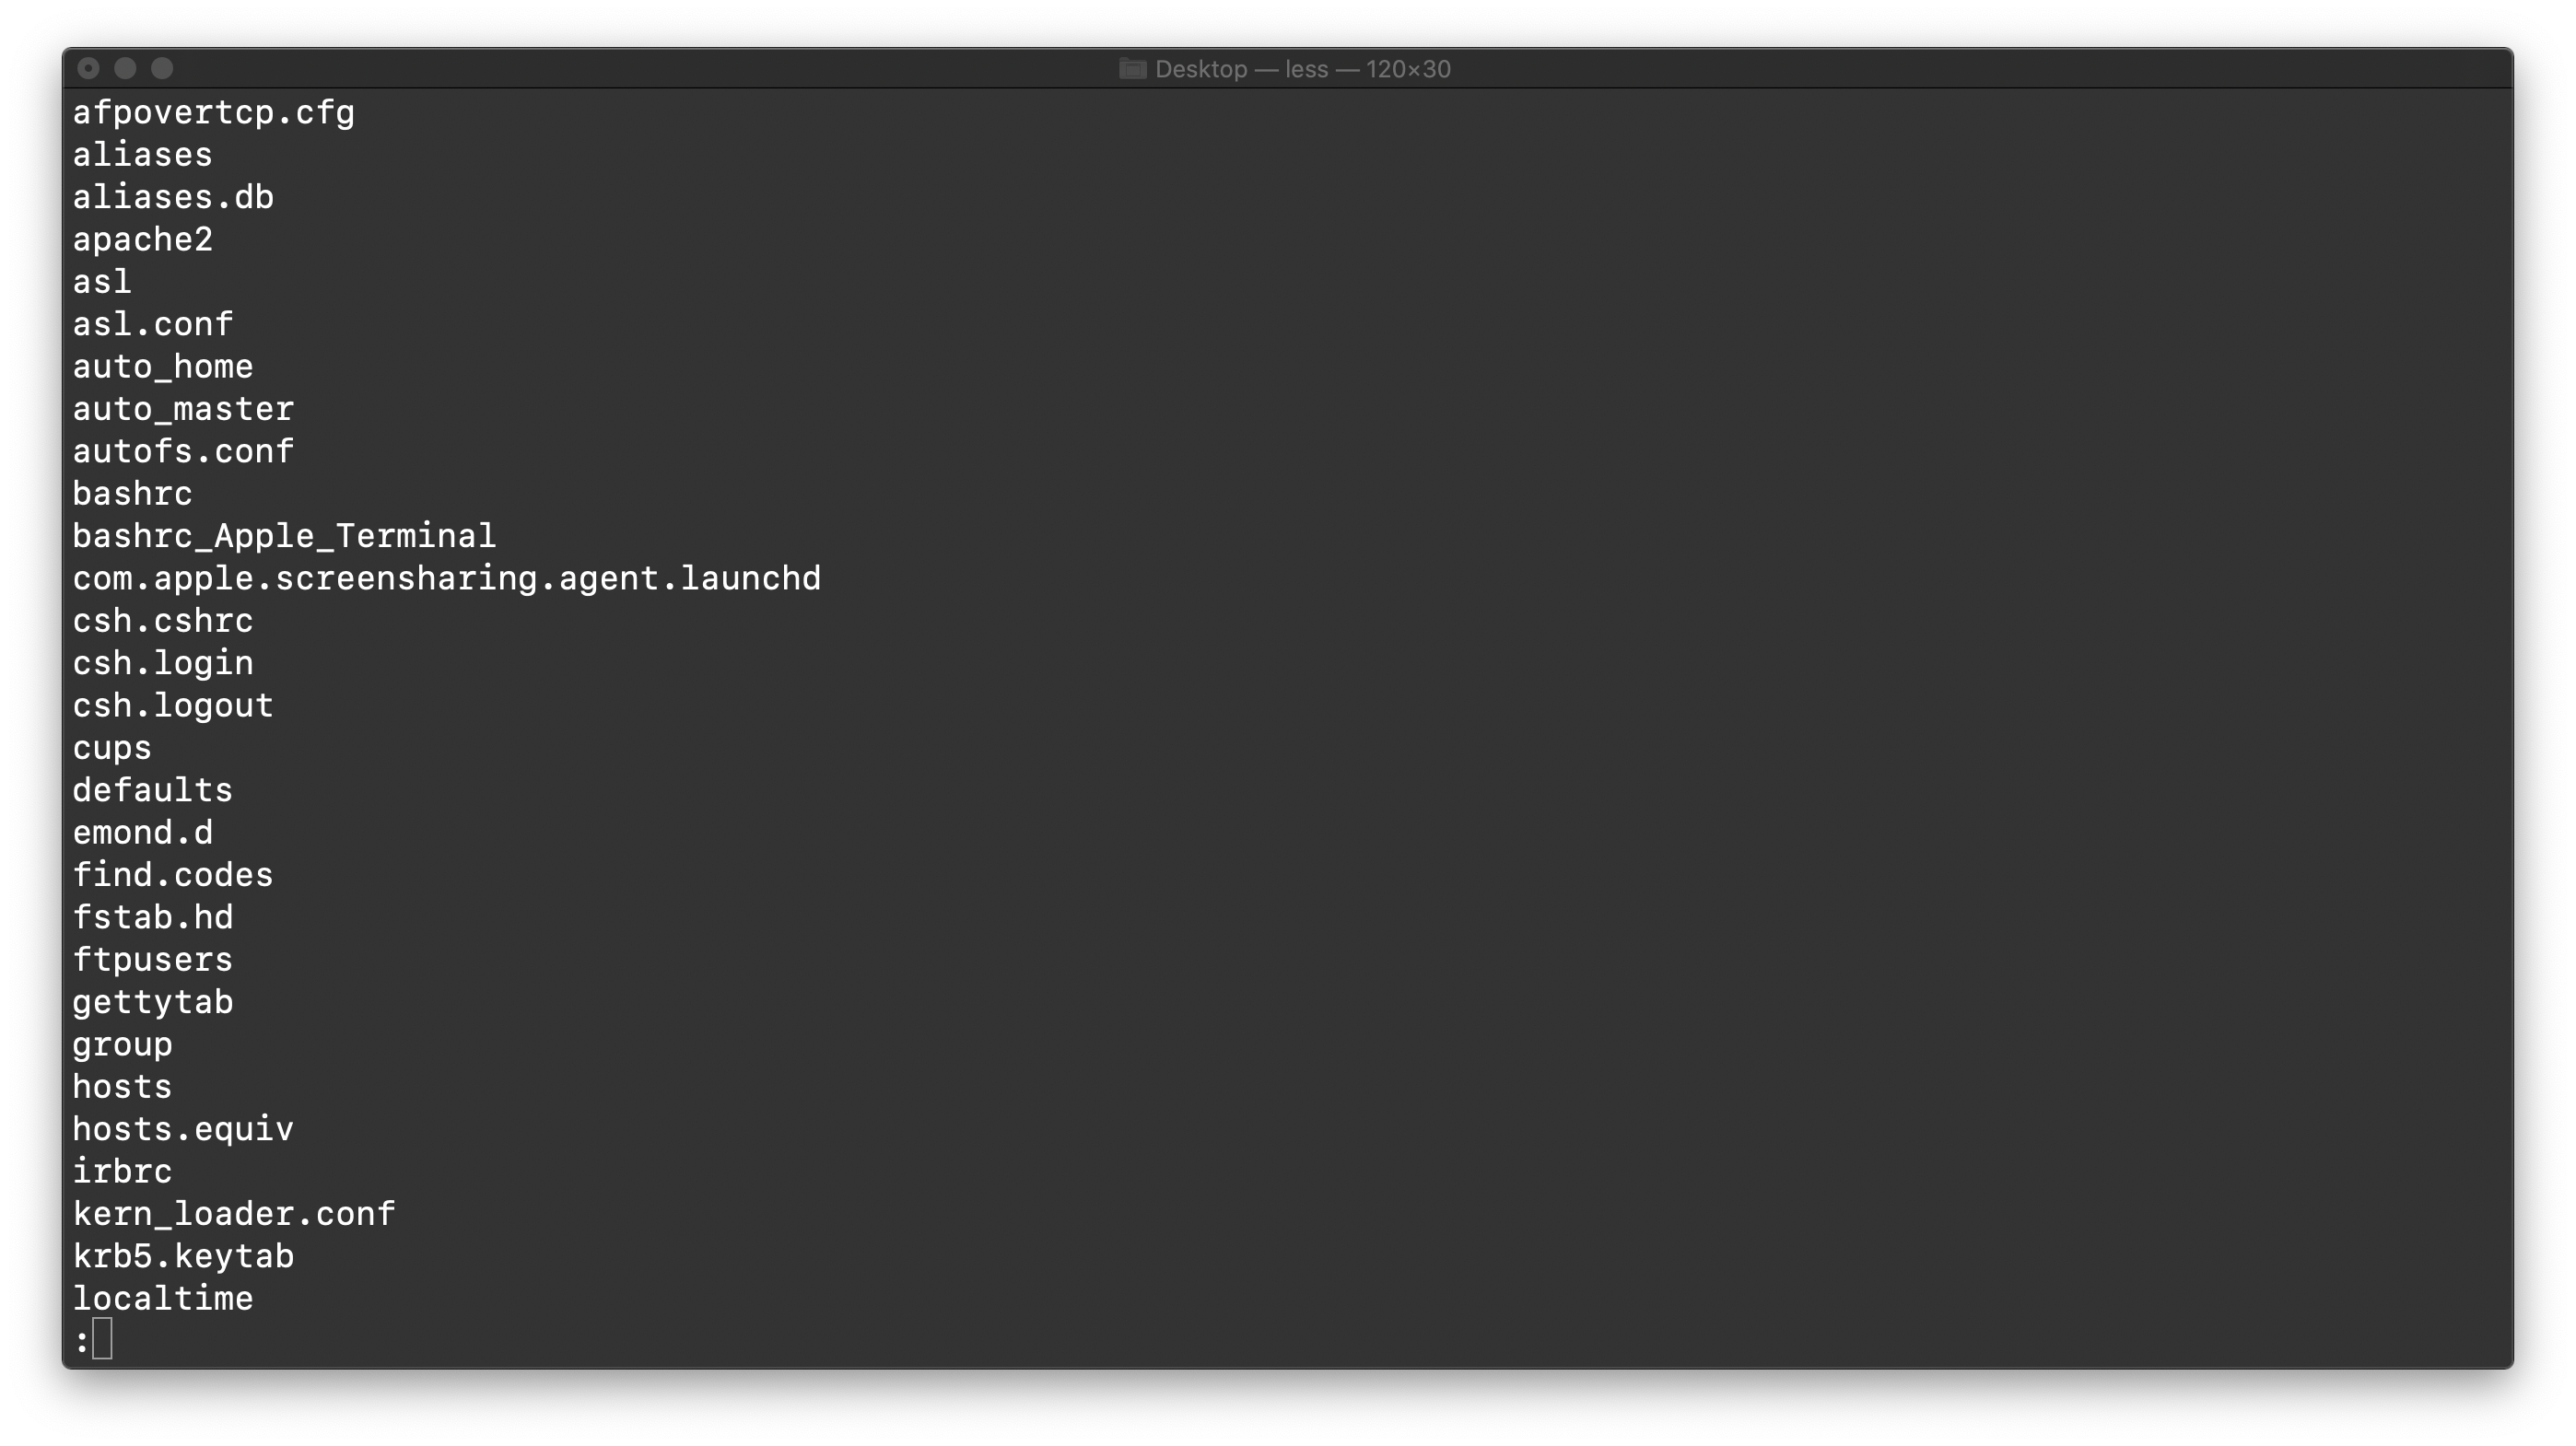 Desktop — less — 120×30
afpovertcp.cfg
aliases
aliases.db
apache2
asl
asl.conf
auto_home
auto_master
autofs.conf
bashrc
bashrc_Apple_Terminal
com.apple.screensharing.agent.launchd
csh.cshrc
csh.login
csh.logout
cups
defaults
emond.d
find.codes
fstab.hd
ftpusers
gettytab
group
hosts
hosts.equiv
irbrc
kern_loader.conf
krb5.keytab
localtime
: